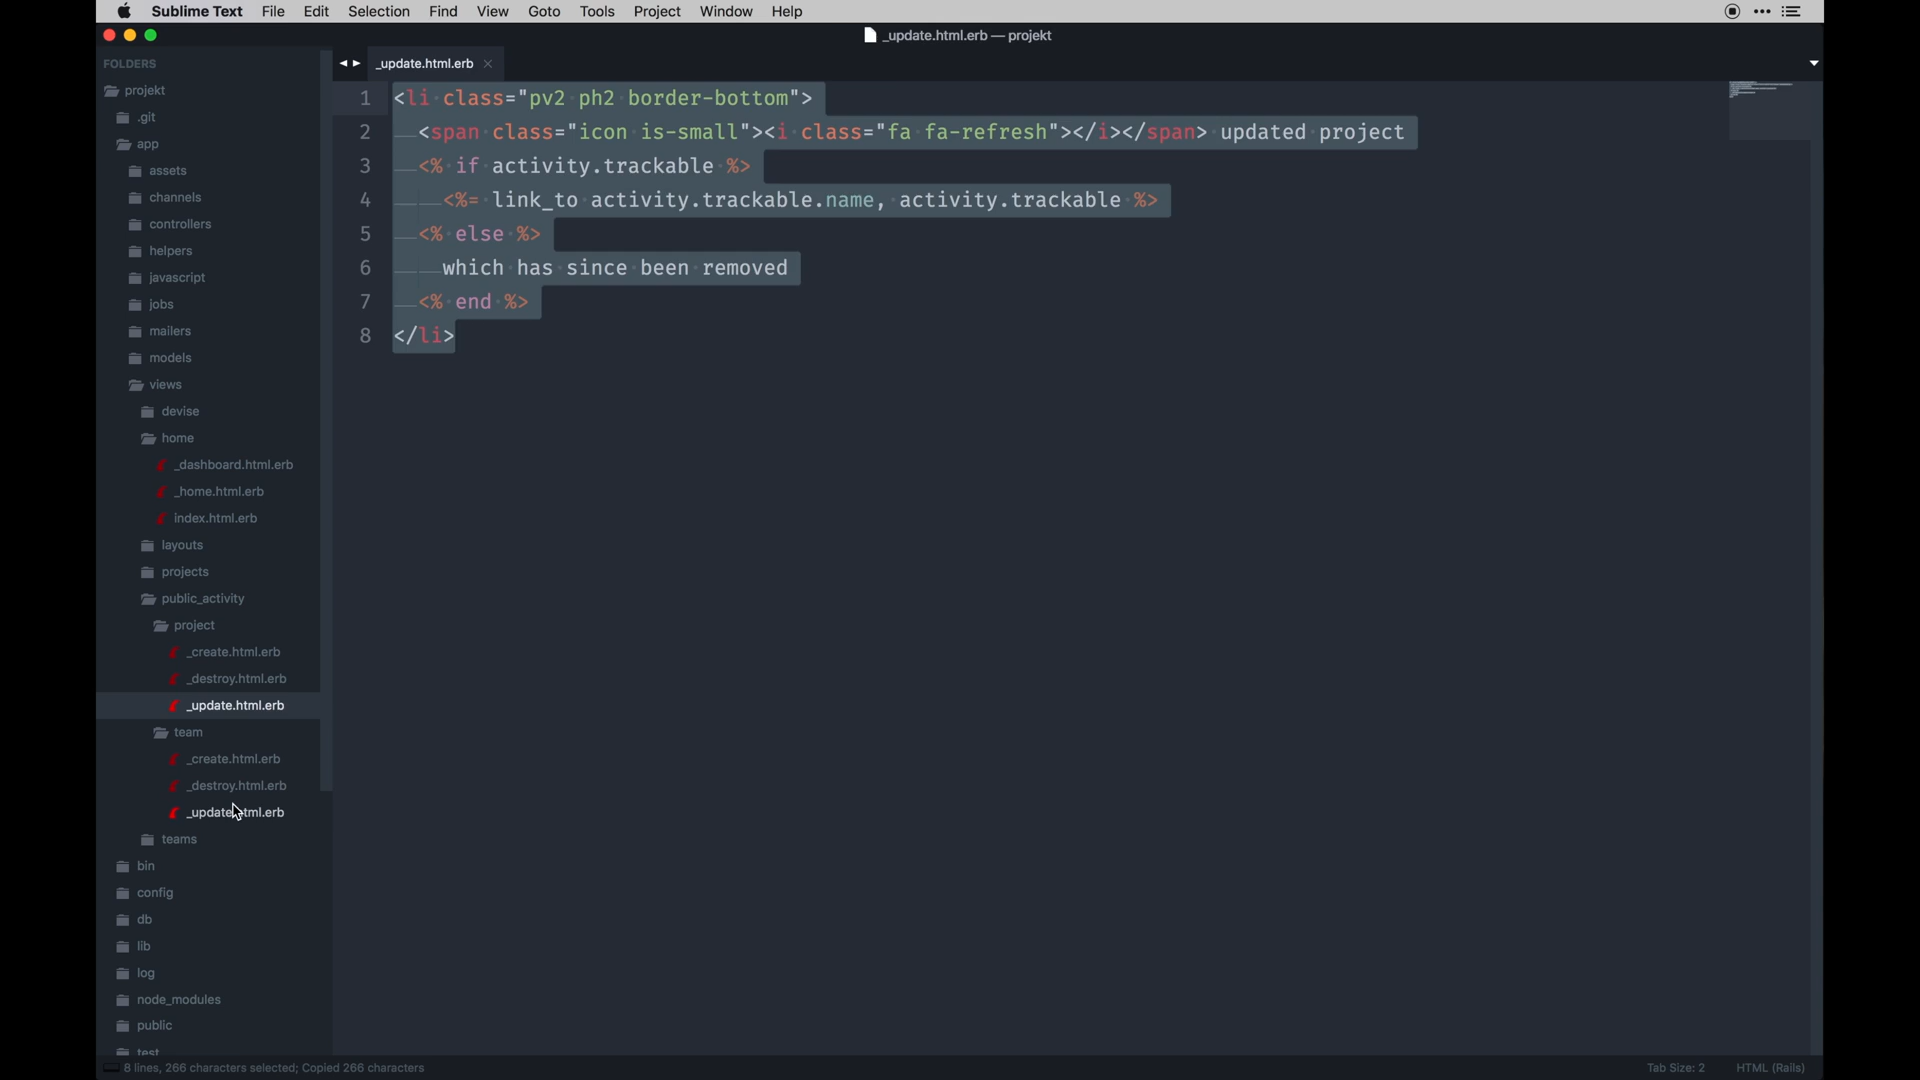 Sublime Text File Edit Selection Find View Goto Tools Project Window Help
_update.html.erb — projekt
FOLDERS
projekt
.git
app
assets
channels
controllers
helpers
javascript
jobs
mailers
models
views
devise
home
_dashboard.html.erb
_home.html.erb
index.html.erb
layouts
projects
public_activity
project
_create.html.erb
_destroy.html.erb
_update.html.erb
team
_create.html.erb
_destroy.html.erb
_update.html.erb
teams
bin
config
db
lib
log
node_modules
public
test
_update.html.erb
1 <li class="pv2 ph2 border-bottom">
2 <span class="icon is-small"><i class="fa fa-refresh"></i></span> updated project
3 <% if activity.trackable %>
4 <%= link_to activity.trackable.name, activity.trackable %>
5 <% else %>
6 which has since been removed
7 <% end %>
8 </li>
8 lines, 266 characters selected; Copied 266 characters
Tab Size: 2 HTML (Rails)